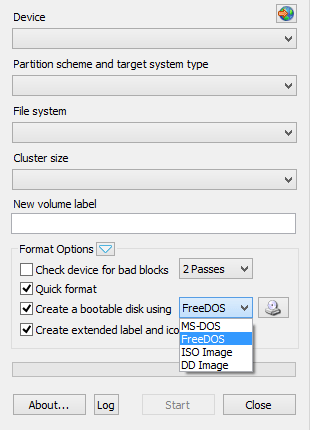 Device
Partition scheme and target system type
File system
Cluster size
New volume label
Format Options
Check device for bad blocks 2 Passes
Quick format
Create a bootable disk using FreeDOS
Create extended label and ico
MS-DOS
FreeDOS
ISO Image
DD Image
About... Log Start Close